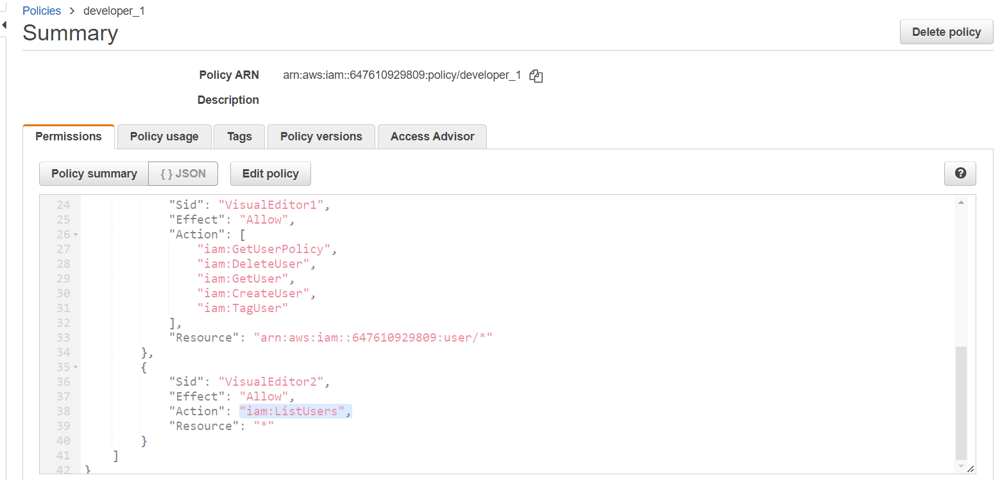 Policies > developer_1
Summary
Delete policy
Policy ARN arn:aws:iam::647610929809:policy/developer_1
Description
Permissions Policy usage Tags Policy versions Access Advisor
Policy summary { } JSON Edit policy ?
24 "Sid": "VisualEditor1",
25 "Effect": "Allow",
26 "Action": [
27 "iam:GetUserPolicy",
28 "iam:DeleteUser",
29 "iam:GetUser",
30 "iam:CreateUser",
31 "iam:TagUser"
32 ],
33 "Resource": "arn:aws:iam::647610929809:user/*"
34 },
35 {
36 "Sid": "VisualEditor2",
37 "Effect": "Allow",
38 "Action": "iam:ListUsers",
39 "Resource": "*"
40 }
41 ]
42 }